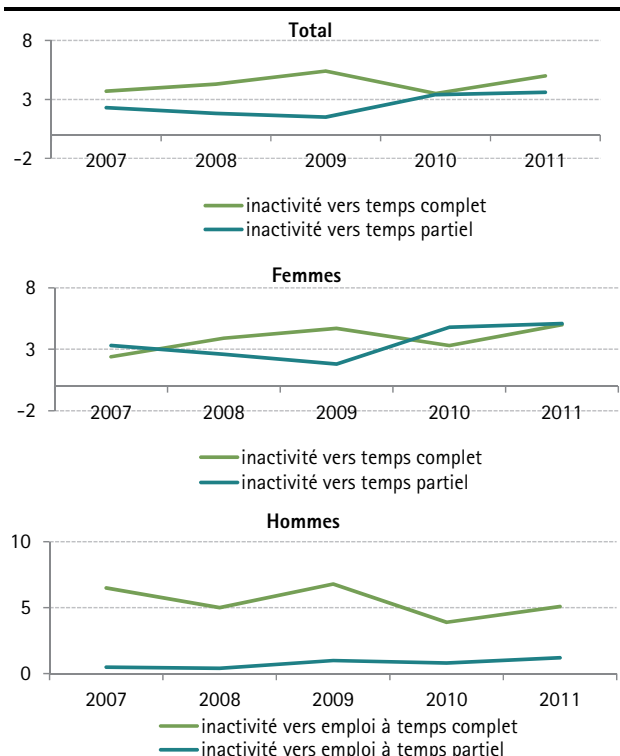 Total
8
3
-2
2007 2008 2009 2010 2011
inactivité vers temps complet
inactivité vers temps partiel
Femmes
8
3
-2
2007 2008 2009 2010 2011
inactivité vers temps complet
inactivité vers temps partiel
Hommes
10
5
0
2007 2008 2009 2010 2011
inactivité vers emploi à temps complet
inactivité vers emploi à temps partiel